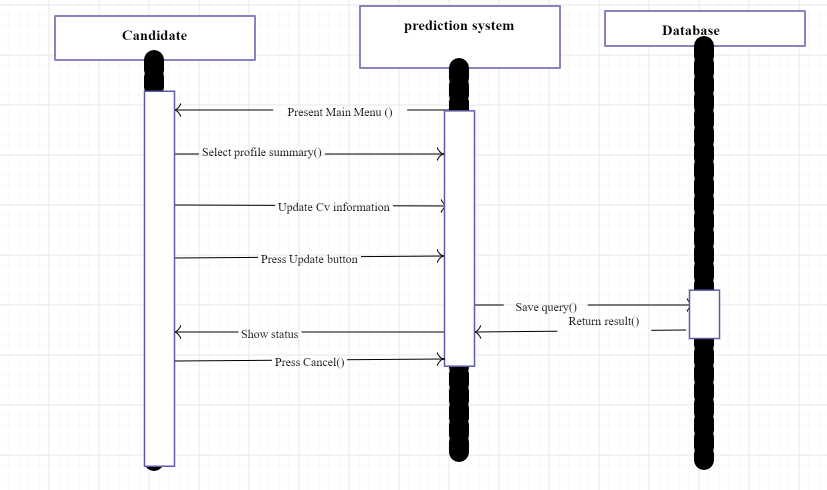 Candidate
prediction system
Database
Present Main Menu ()
Select profile summary()
Update Cv information
Press Update button
Save query()
Return result()
Show status
Press Cancel()